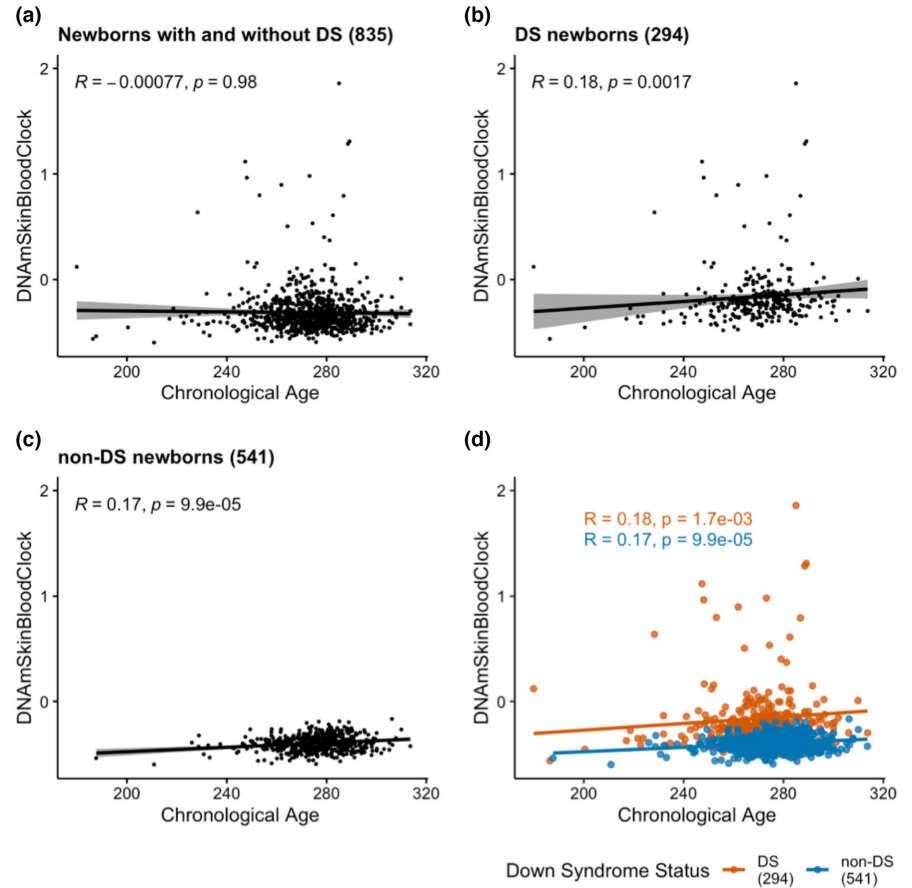 (a)
Newborns with and without DS (835)
R = −0.00077, p = 0.98
DNAmSkinBloodClock
2
1
0
200 240 280 320
Chronological Age
(b)
DS newborns (294)
R = 0.18, p = 0.0017
DNAmSkinBloodClock
2
1
0
200 240 280 320
Chronological Age
(c)
non-DS newborns (541)
R = 0.17, p = 9.9e-05
DNAmSkinBloodClock
2
1
0
200 240 280 320
Chronological Age
(d)
R = 0.18, p = 1.7e-03
R = 0.17, p = 9.9e-05
DNAmSkinBloodClock
2
1
0
200 240 280 320
Chronological Age
Down Syndrome Status
DS
(294)
non-DS
(541)